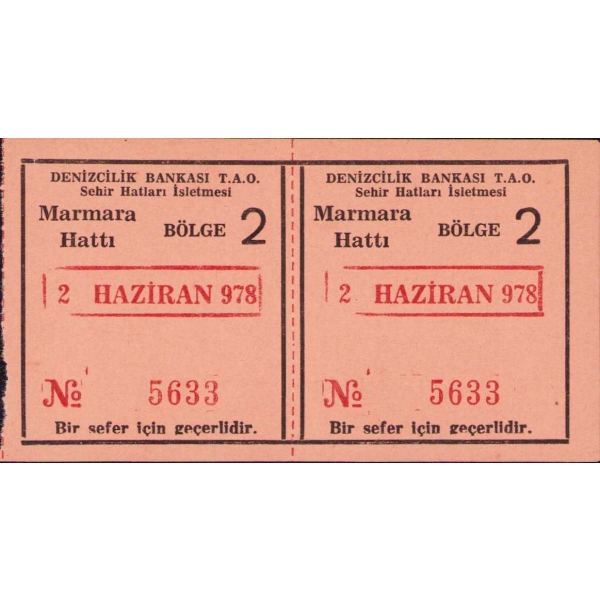 DENİZCİLİK BANKASI T.A.O.
Şehir Hatları İşletmesi
Marmara Hattı BÖLGE 2
2 HAZİRAN 978
№ 5633
Bir sefer için geçerlidir.
DENİZCİLİK BANKASI T.A.O.
Şehir Hatları İşletmesi
Marmara Hattı BÖLGE 2
2 HAZİRAN 978
№ 5633
Bir sefer için geçerlidir.